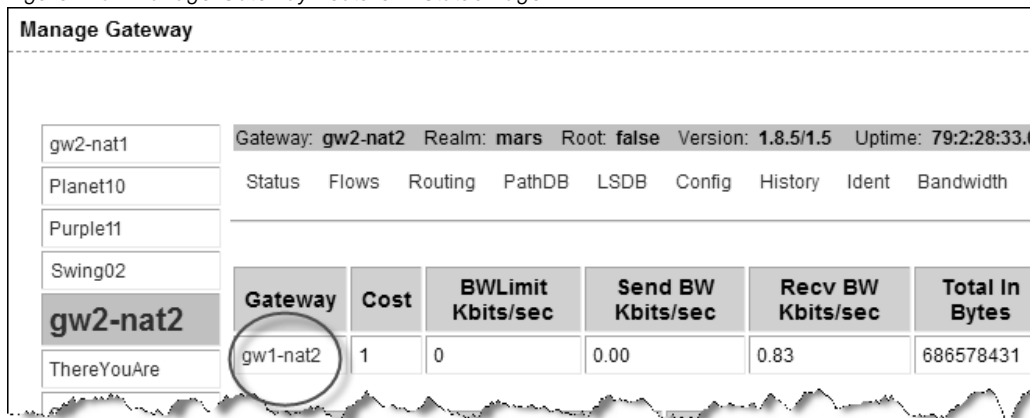 Manage Gateway
gw2-nat1
Planet10
Purple11
Swing02
gw2-nat2
ThereYouAre
Gateway: gw2-nat2 Realm: mars Root: false Version: 1.8.5/1.5 Uptime: 79:2:28:33.
Status Flows Routing PathDB LSDB Config History Ident Bandwidth
Gateway Cost BWLimit Kbits/sec Send BW Kbits/sec Recv BW Kbits/sec Total In Bytes
gw1-nat2 1 0 0.00 0.83 686578431